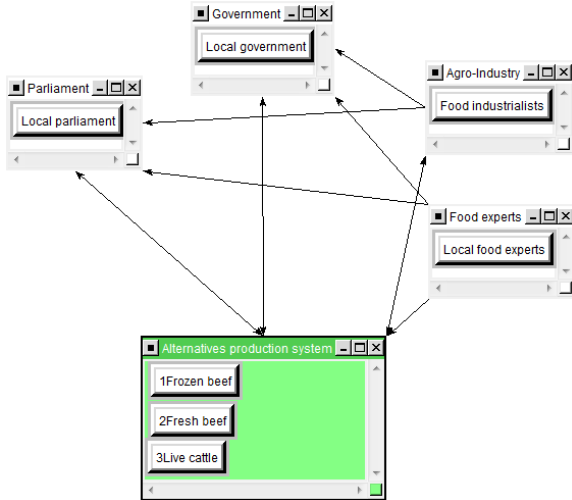 Government
Local government
Parliament
Local parliament
Agro-Industry
Food industrialists
Food experts
Local food experts
Alternatives production system
1Frozen beef
2Fresh beef
3Live cattle